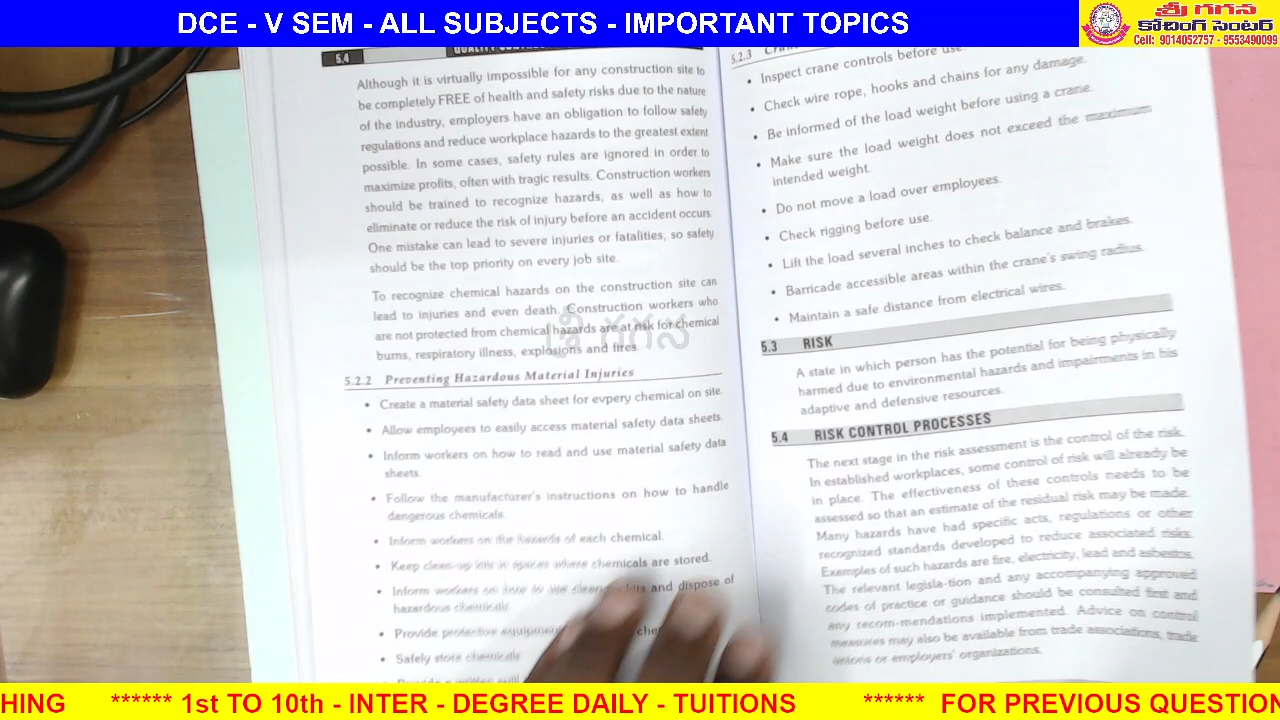 DCE - V SEM - ALL SUBJECTS - IMPORTANT TOPICS
శ్రీ గగన
కోచింగ్ సెంటర్
Cell: 9014052757 - 9553490099
5.4
Although it is virtually impossible for any construction site to
be completely FREE of health and safety risks due to the nature
of the industry, employers have an obligation to follow safety
regulations and reduce workplace hazards to the greatest extent
possible. In some cases, safety rules are ignored in order to
maximize profits, often with tragic results. Construction workers
should be trained to recognize hazards, as well as how to
eliminate or reduce the risk of injury before an accident occurs.
One mistake can lead to severe injuries or fatalities, so safety
should be the top priority on every job site.
To recognize chemical hazards on the construction site can
lead to injuries and even death. Construction workers who
are not protected from chemical hazards are at risk for chemical
burns, respiratory illness, explosions and fires.
శ్రీ గగన
5.2.2 Preventing Hazardous Material Injuries
• Create a material safety data sheet for evpery chemical on site.
• Allow employees to easily access material safety data sheets.
• Inform workers on how to read and use material safety data
sheets.
• Follow the manufacturer's instructions on how to handle
dangerous chemicals.
• Inform workers on the hazards of each chemical.
• Keep clean-up kits in spaces where chemicals are stored.
• Inform workers on how to use clean-up kits and dispose of
hazardous chemicals.
• Provide protective equipment
• Safely store chemicals
5.2.3
• Inspect crane controls before use.
• Check wire rope, hooks and chains for any damage.
• Be informed of the load weight before using a crane.
• Make sure the load weight does not exceed the maximum
intended weight.
• Do not move a load over employees.
• Check rigging before use.
• Lift the load several inches to check balance and brakes.
• Barricade accessible areas within the crane's swing radius.
• Maintain a safe distance from electrical wires.
5.3 RISK
A state in which person has the potential for being physically
harmed due to environmental hazards and impairments in his
adaptive and defensive resources.
5.4 RISK CONTROL PROCESSES
The next stage in the risk assessment is the control of the risk.
In established workplaces, some control of risk will already be
in place. The effectiveness of these controls needs to be
assessed so that an estimate of the residual risk may be made.
Many hazards have had specific acts, regulations or other
recognized standards developed to reduce associated risks.
Examples of such hazards are fire, electricity, lead and asbestos.
The relevant legisla-tion and any accompanying approved
codes of practice or guidance should be consulted first and
any recom-mendations implemented. Advice on control
measures may also be available from trade associations, trade
unions or employers' organizations.
HING ****** 1st TO 10th - INTER - DEGREE DAILY - TUITIONS ****** FOR PREVIOUS QUESTION